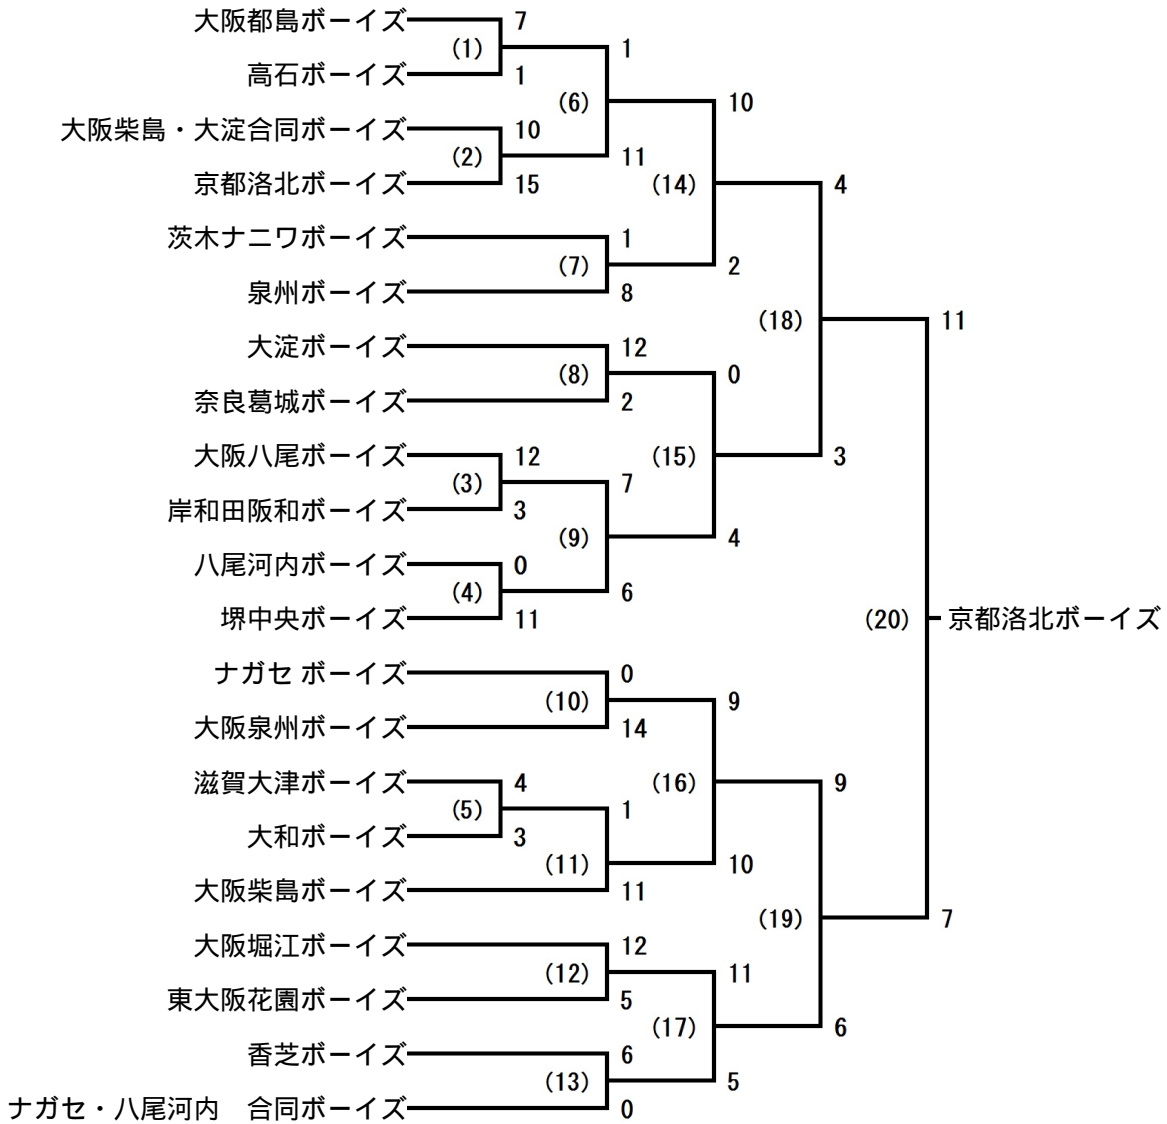 大阪都島ボーイズ 7
(1) 1
高石ボーイズ 1
(6) 10
大阪柴島・大淀合同ボーイズ 10
(2) 11
京都洛北ボーイズ 15 (14) 4
茨木ナニワボーイズ 1
(7) 2
泉州ボーイズ 8
(18) 11
大淀ボーイズ 12
(8) 0
奈良葛城ボーイズ 2
大阪八尾ボーイズ 12 (15) 3
(3) 7
岸和田阪和ボーイズ 3
(9) 4
八尾河内ボーイズ 0
(4) 6
堺中央ボーイズ 11 (20) 京都洛北ボーイズ
ナガセ ボーイズ 0
(10) 9
大阪泉州ボーイズ 14
滋賀大津ボーイズ 4 (16) 9
(5) 1
大和ボーイズ 3
(11) 10
大阪柴島ボーイズ 11
(19) 7
大阪堀江ボーイズ 12
(12) 11
東大阪花園ボーイズ 5
(17) 6
香芝ボーイズ 6
(13) 5
ナガセ・八尾河内　合同ボーイズ 0